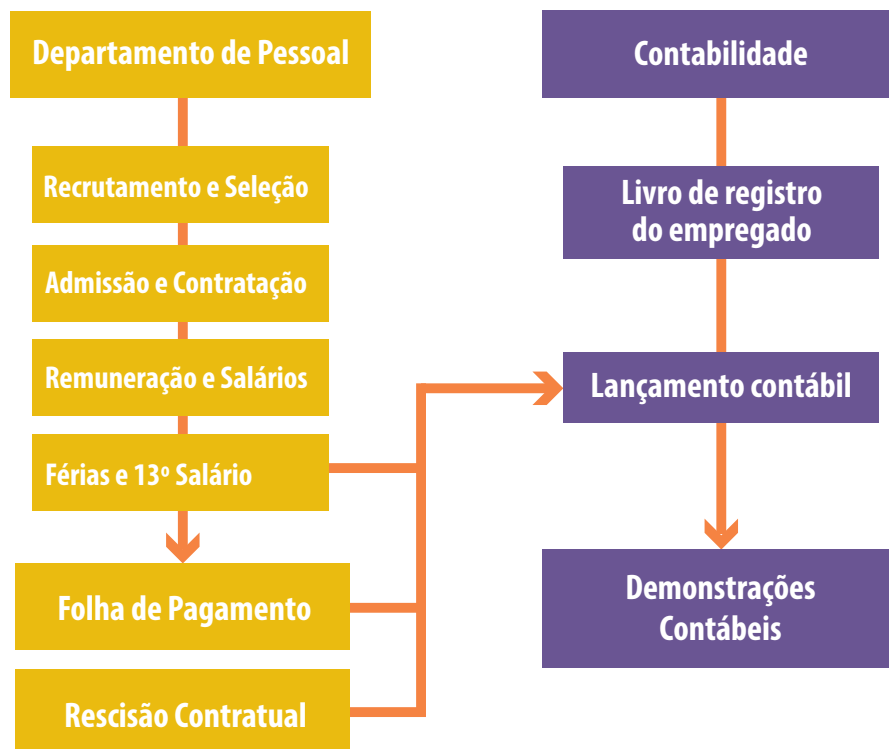 Departamento de Pessoal
Recrutamento e Seleção
Admissão e Contratação
Remuneração e Salários
Férias e 13º Salário
Folha de Pagamento
Rescisão Contratual
Contabilidade
Livro de registro
do empregado
Lançamento contábil
Demonstrações
Contábeis